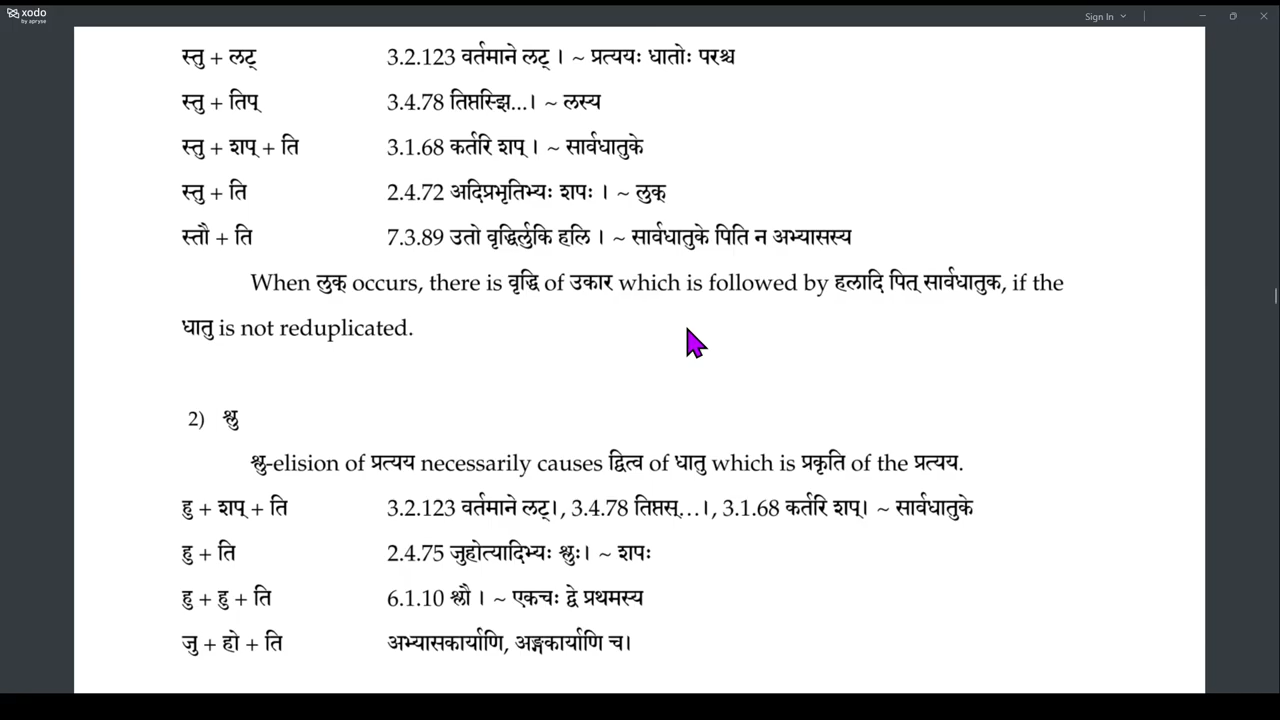 xodo
by apryse
Sign In
स्तु + लट् 3.2.123 वर्तमाने लट् । ~ प्रत्ययः धातोः परश्च
स्तु + तिप् 3.4.78 तिप्तस्झि...। ~ लस्य
स्तु + शप् + ति 3.1.68 कर्तरि शप् । ~ सार्वधातुके
स्तु + ति 2.4.72 अदिप्रभृतिभ्यः शपः । ~ लुक्
स्तौ + ति 7.3.89 उतो वृद्धिर्लुकि हलि । ~ सार्वधातुके पिति न अभ्यासस्य
When लुक् occurs, there is वृद्धि of उकार which is followed by हलादि पित् सार्वधातुक, if the
धातु is not reduplicated.
2) श्लु
श्लु-elision of प्रत्यय necessarily causes द्वित्व of धातु which is प्रकृति of the प्रत्यय.
हु + शप् + ति 3.2.123 वर्तमाने लट्।, 3.4.78 तिप्तस्...।, 3.1.68 कर्तरि शप्। ~ सार्वधातुके
हु + ति 2.4.75 जुहोत्यादिभ्यः श्लुः। ~ शपः
हु + हु + ति 6.1.10 श्लौ । ~ एकाचः द्वे प्रथमस्य
जु + हो + ति अभ्यासकार्याणि, अङ्गकार्याणि च।